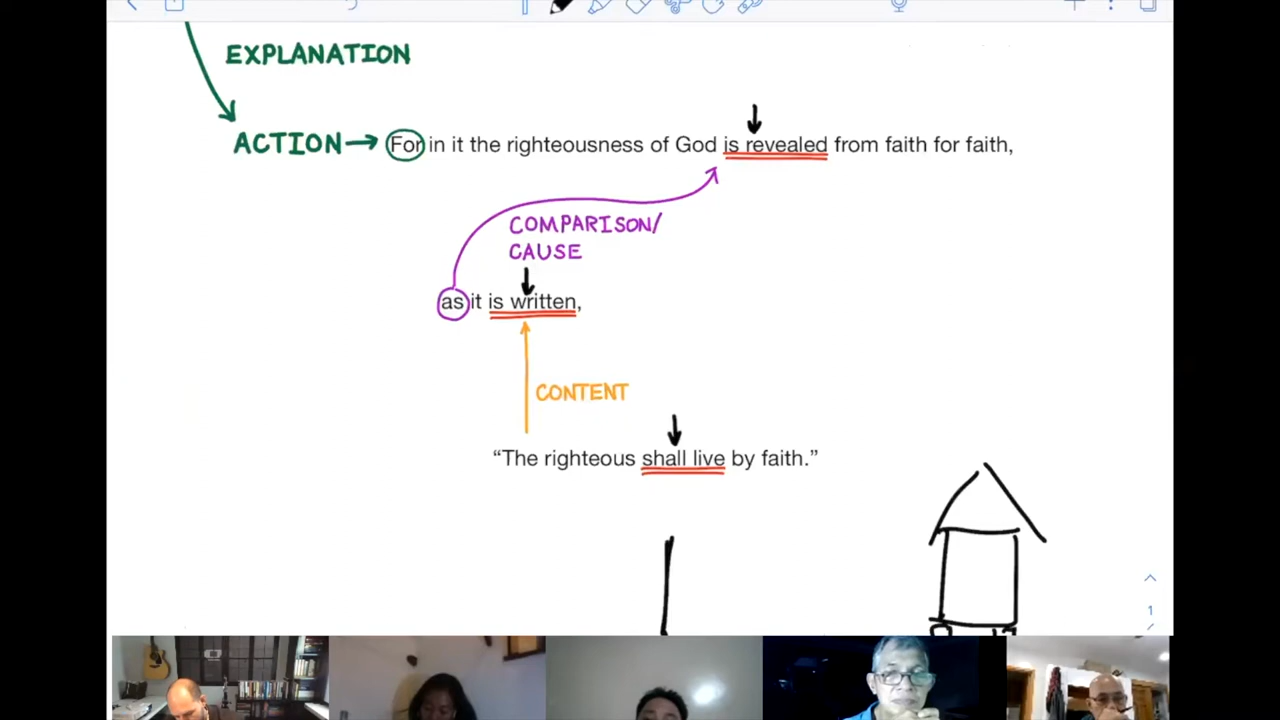 EXPLANATION
ACTION → For in it the righteousness of God is revealed from faith for faith,
COMPARISON/
CAUSE
as it is written,
CONTENT
“The righteous shall live by faith.”
1